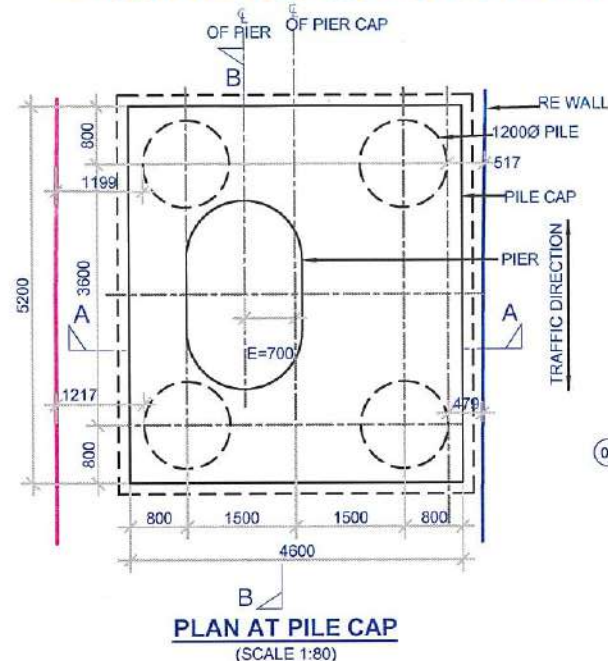 ℄
OF PIER
℄
OF PIER CAP
B
RE WALL
1200Ø PILE
517
PILE CAP
PIER
TRAFFIC DIRECTION
800
1199
3600
5200
A
A
E=700
1217
479
800
0
800
1500
1500
800
4600
B
PLAN AT PILE CAP
(SCALE 1:80)